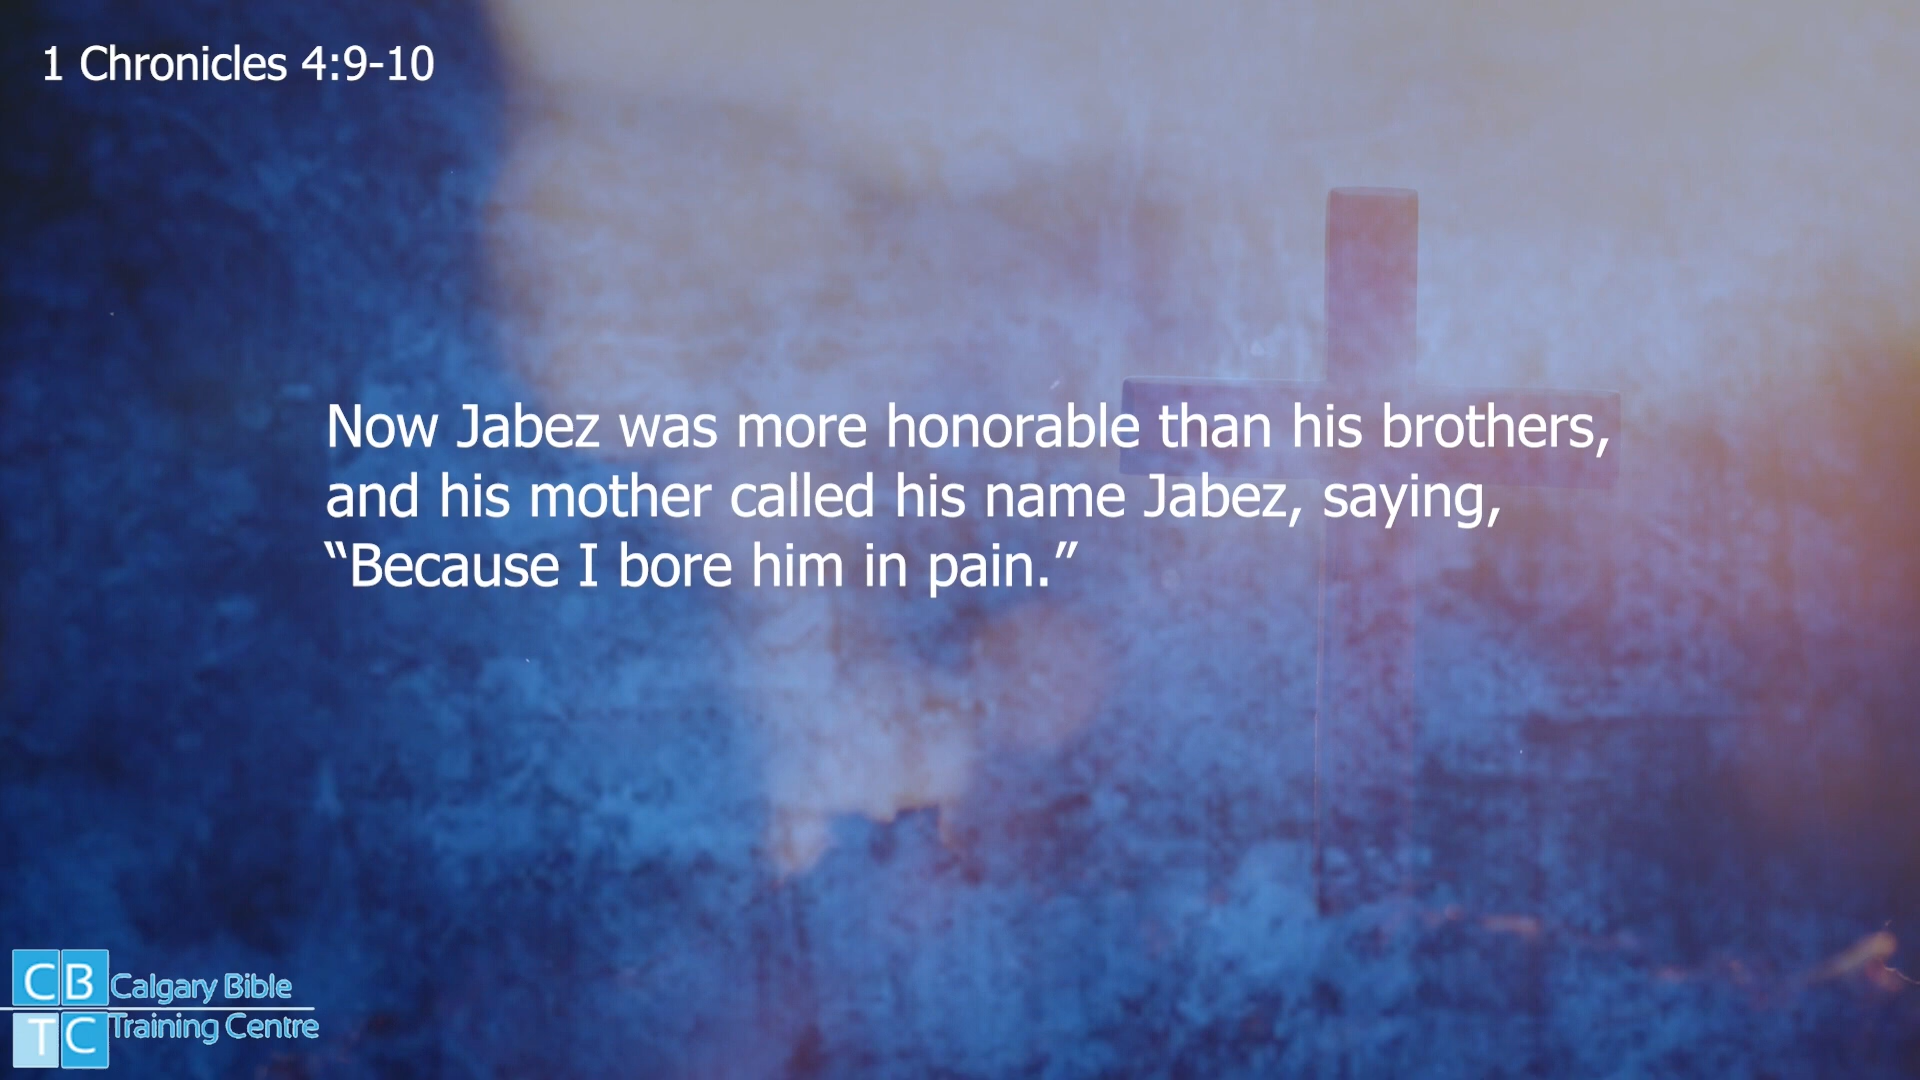 1 Chronicles 4:9-10
Now Jabez was more honorable than his brothers,
and his mother called his name Jabez, saying,
“Because I bore him in pain.”
CB
TC
Calgary Bible
Training Centre